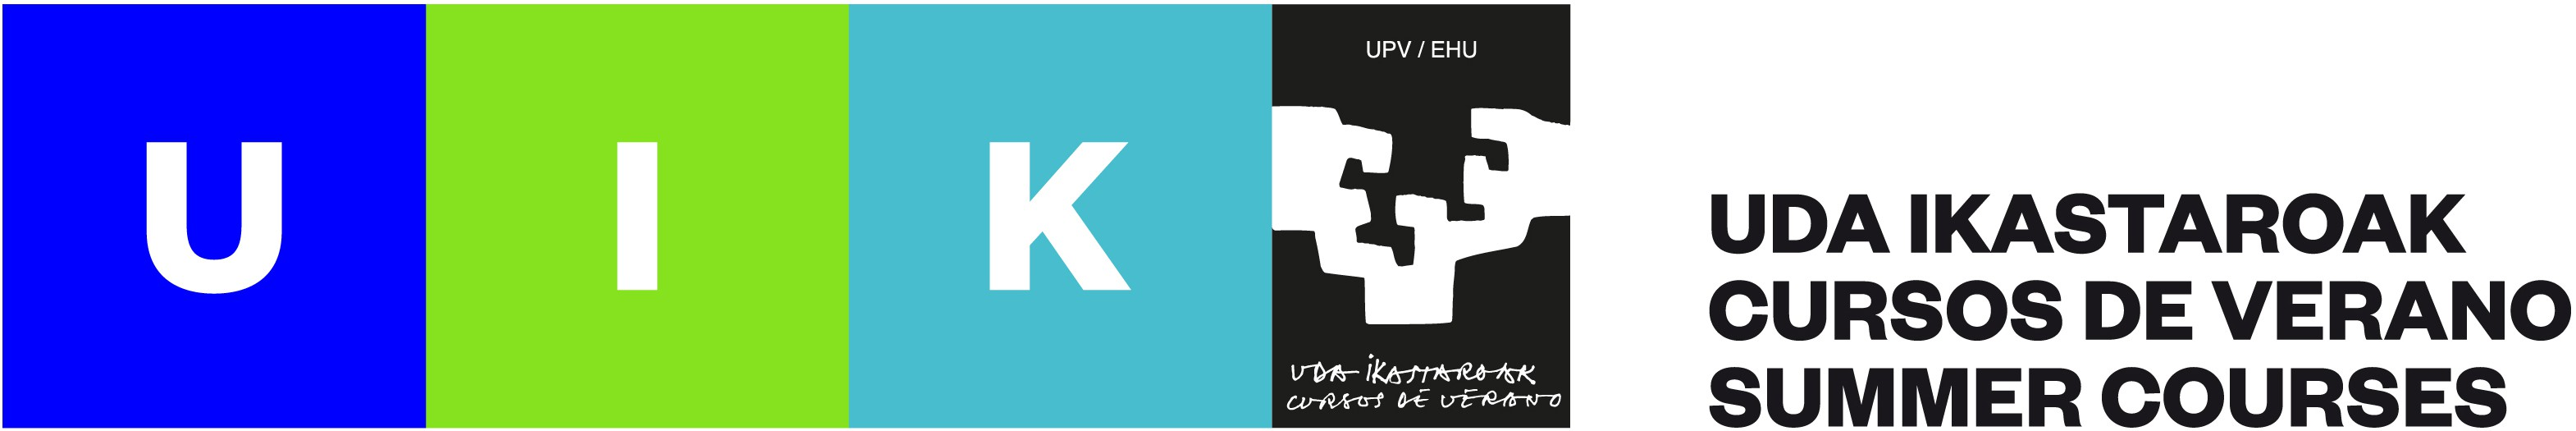 U I K
UPV / EHU
UDA IKASTAROAK
CURSOS DE VERANO
UDA IKASTAROAK
CURSOS DE VERANO
SUMMER COURSES